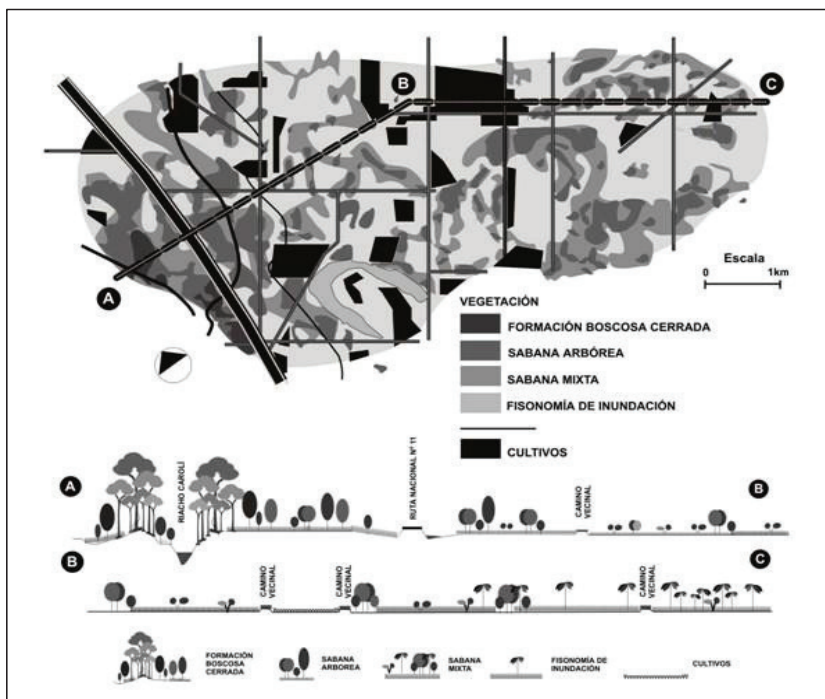 B
C
A
Escala
0 1km
VEGETACIÓN
FORMACIÓN BOSCOSA CERRADA
SABANA ARBÓREA
SABANA MIXTA
FISONOMÍA DE INUNDACIÓN
CULTIVOS
A
RIACHO CAROLÍ
RUTA NACIONAL Nº 11
CAMINO
VECINAL
B
B
CAMINO
VECINAL
CAMINO
VECINAL
CAMINO
VECINAL
C
FORMACIÓN
BOSCOSA
CERRADA
SABANA
ARBOREA
SABANA
MIXTA
FISONOMÍA DE
INUNDACIÓN
CULTIVOS